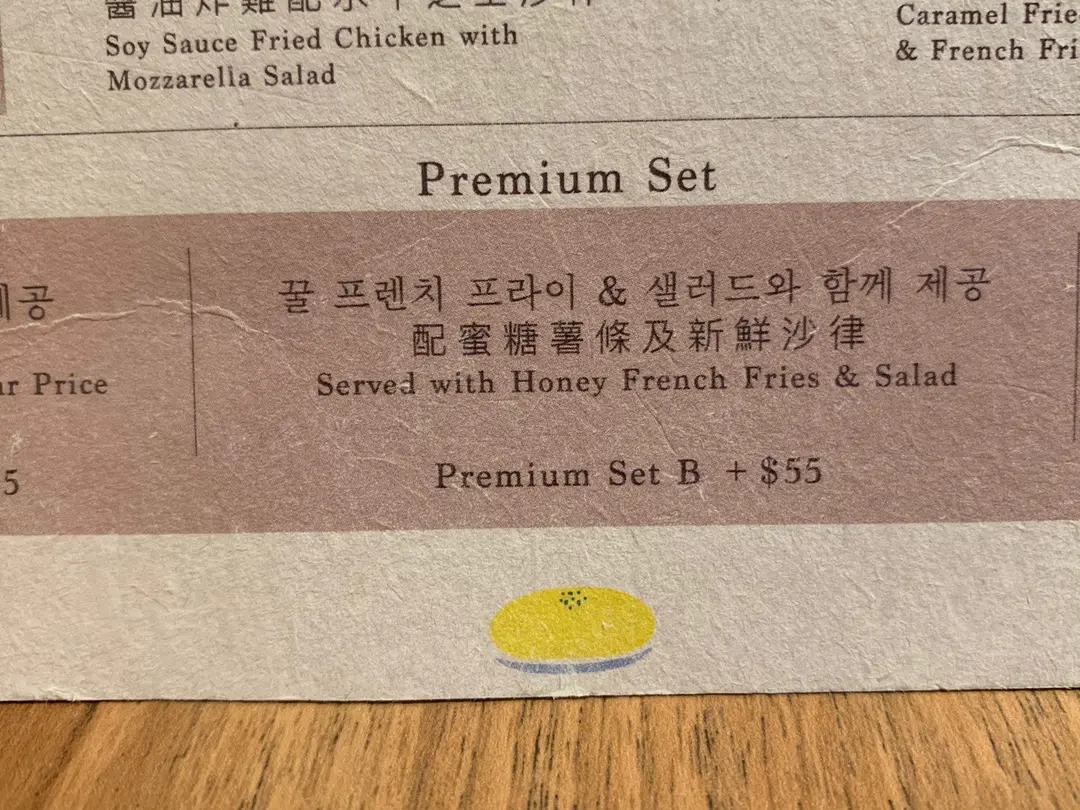 Soy Sauce Fried Chicken with
Mozzarella Salad
Caramel
& French
Premium Set
제공
Price
5
꿀 프렌치 프라이 & 샐러드와 함께 제공
配蜜糖薯條及新鮮沙律
Served with Honey French Fries & Salad
Premium Set B + $55